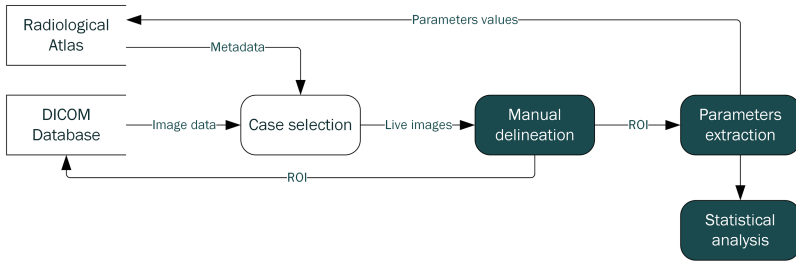 Radiological
Atlas
Parameters values
Metadata
DICOM
Database
Image data
Case selection
Live images
Manual
delineation
ROI
Parameters
extraction
ROI
Statistical
analysis